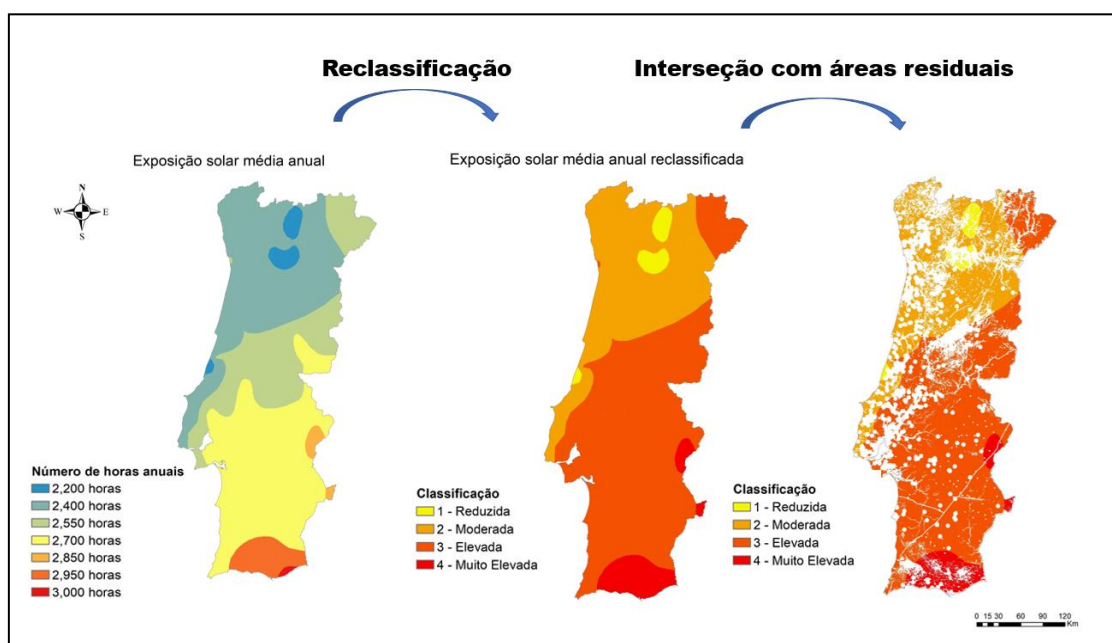 Reclassificação
Interseção com áreas residuais
Exposição solar média anual
Exposição solar média anual reclassificada
N
W E
S
Número de horas anuais
2,200 horas
2,400 horas
2,550 horas
2,700 horas
2,850 horas
2,950 horas
3,000 horas
Classificação
1 - Reduzida
2 - Moderada
3 - Elevada
4 - Muito Elevada
Classificação
1 - Reduzida
2 - Moderada
3 - Elevada
4 - Muito Elevada
0 15 30 60 90 120
Km